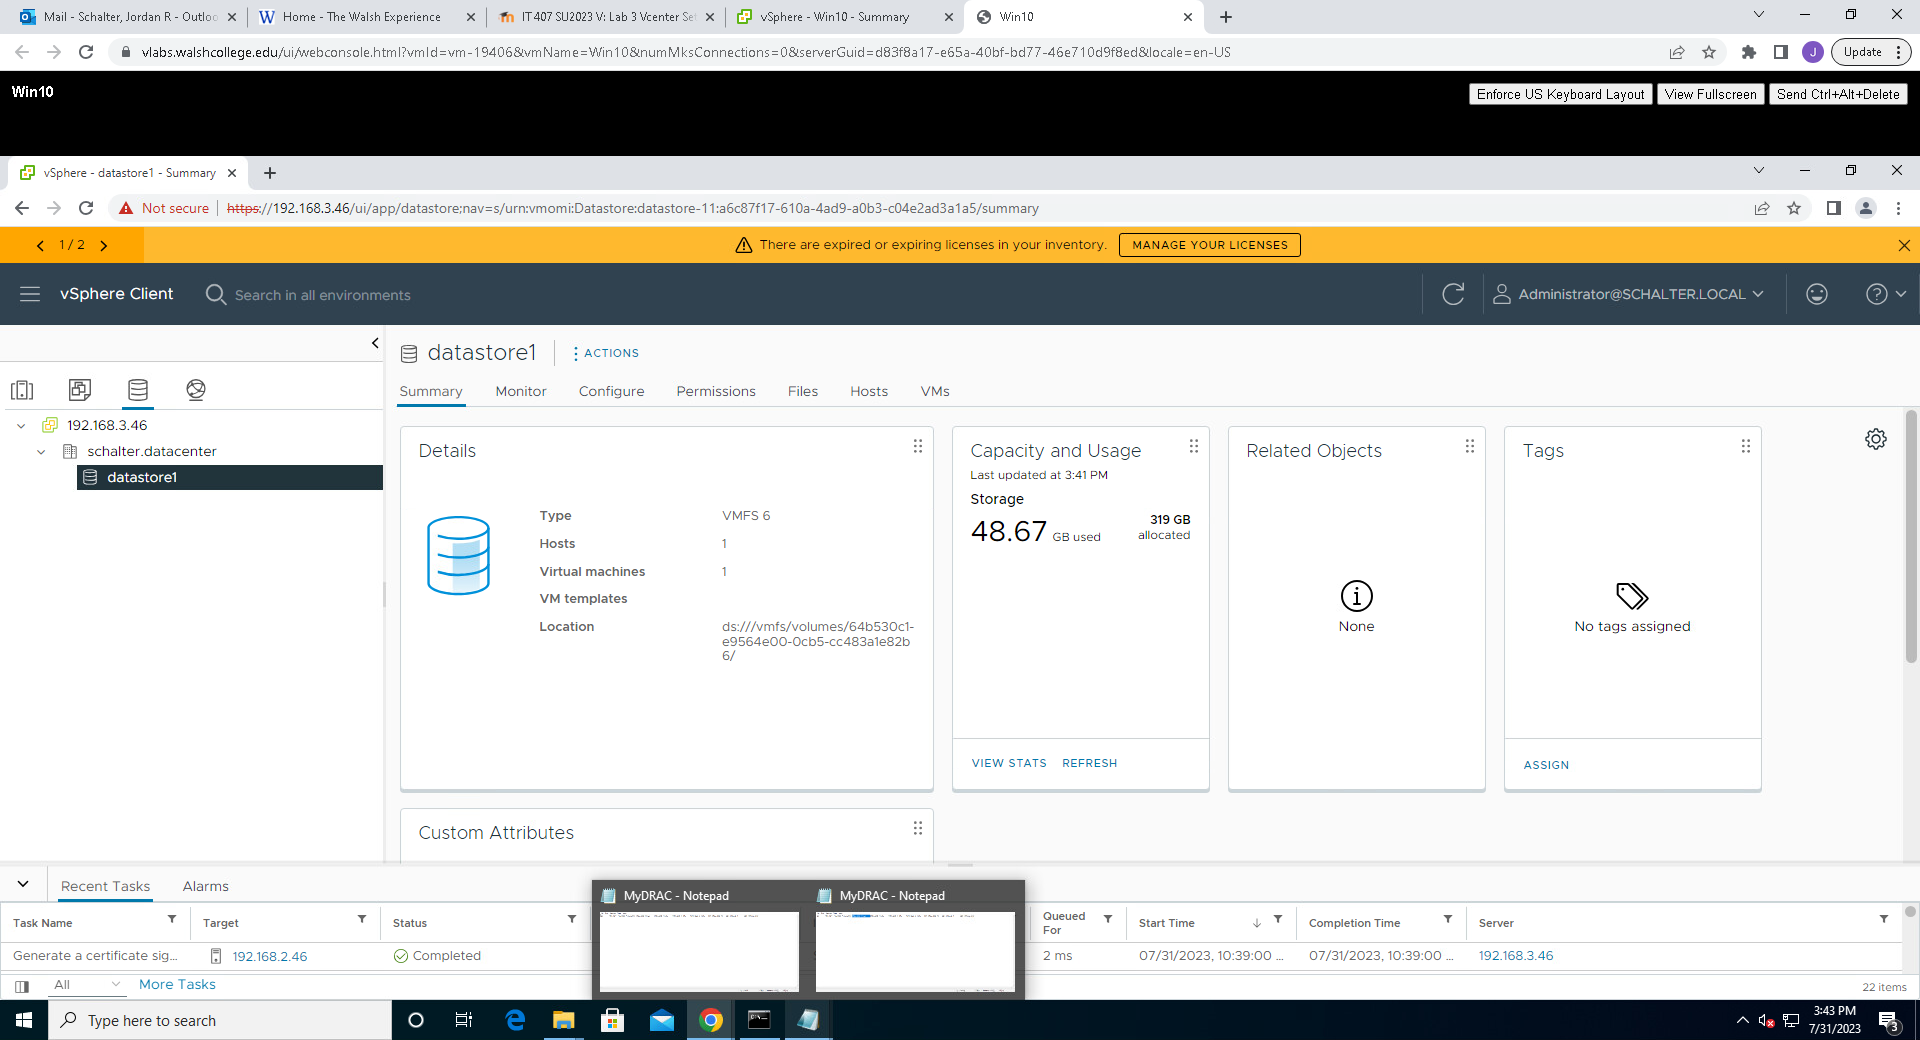 Mail - Schalter, Jordan R - Outloo
Home - The Walsh Experience
IT407 SU2023 V: Lab 3 Vcenter Se
vSphere - Win10 - Summary
Win10
vlabs.walshcollege.edu/ui/webconsole.html?vmId=vm-19406&vmName=Win10&numMksConnections=0&serverGuid=d83f8a17-e65a-40bf-bd77-46e710d9f8ed&locale=en-US
J
Update
Win10
Enforce US Keyboard Layout
View Fullscreen
Send Ctrl+Alt+Delete
vSphere - datastore1 - Summary
Not secure
https://192.168.3.46/ui/app/datastore;nav=s/urn:vmomi:Datastore:datastore-11:a6c87f17-610a-4ad9-a0b3-c04e2ad3a1a5/summary
1 / 2
There are expired or expiring licenses in your inventory.
MANAGE YOUR LICENSES
vSphere Client
Search in all environments
Administrator@SCHALTER.LOCAL
datastore1
ACTIONS
Summary
Monitor
Configure
Permissions
Files
Hosts
VMs
192.168.3.46
schalter.datacenter
datastore1
Details
Type
VMFS 6
Hosts
1
Virtual machines
1
VM templates
Location
ds:///vmfs/volumes/64b530c1-
e9564e00-0cb5-cc483a1e82b
6/
Capacity and Usage
Last updated at 3:41 PM
Storage
48.67 GB used
319 GB
allocated
VIEW STATS
REFRESH
Related Objects
None
Tags
No tags assigned
ASSIGN
Custom Attributes
Recent Tasks
Alarms
Task Name
Target
Status
Queued
For
Start Time
Completion Time
Server
Generate a certificate sig...
192.168.2.46
Completed
2 ms
07/31/2023, 10:39:00 ...
07/31/2023, 10:39:00 ...
192.168.3.46
All
More Tasks
22 items
MyDRAC - Notepad
MyDRAC - Notepad
Type here to search
3:43 PM
7/31/2023
3